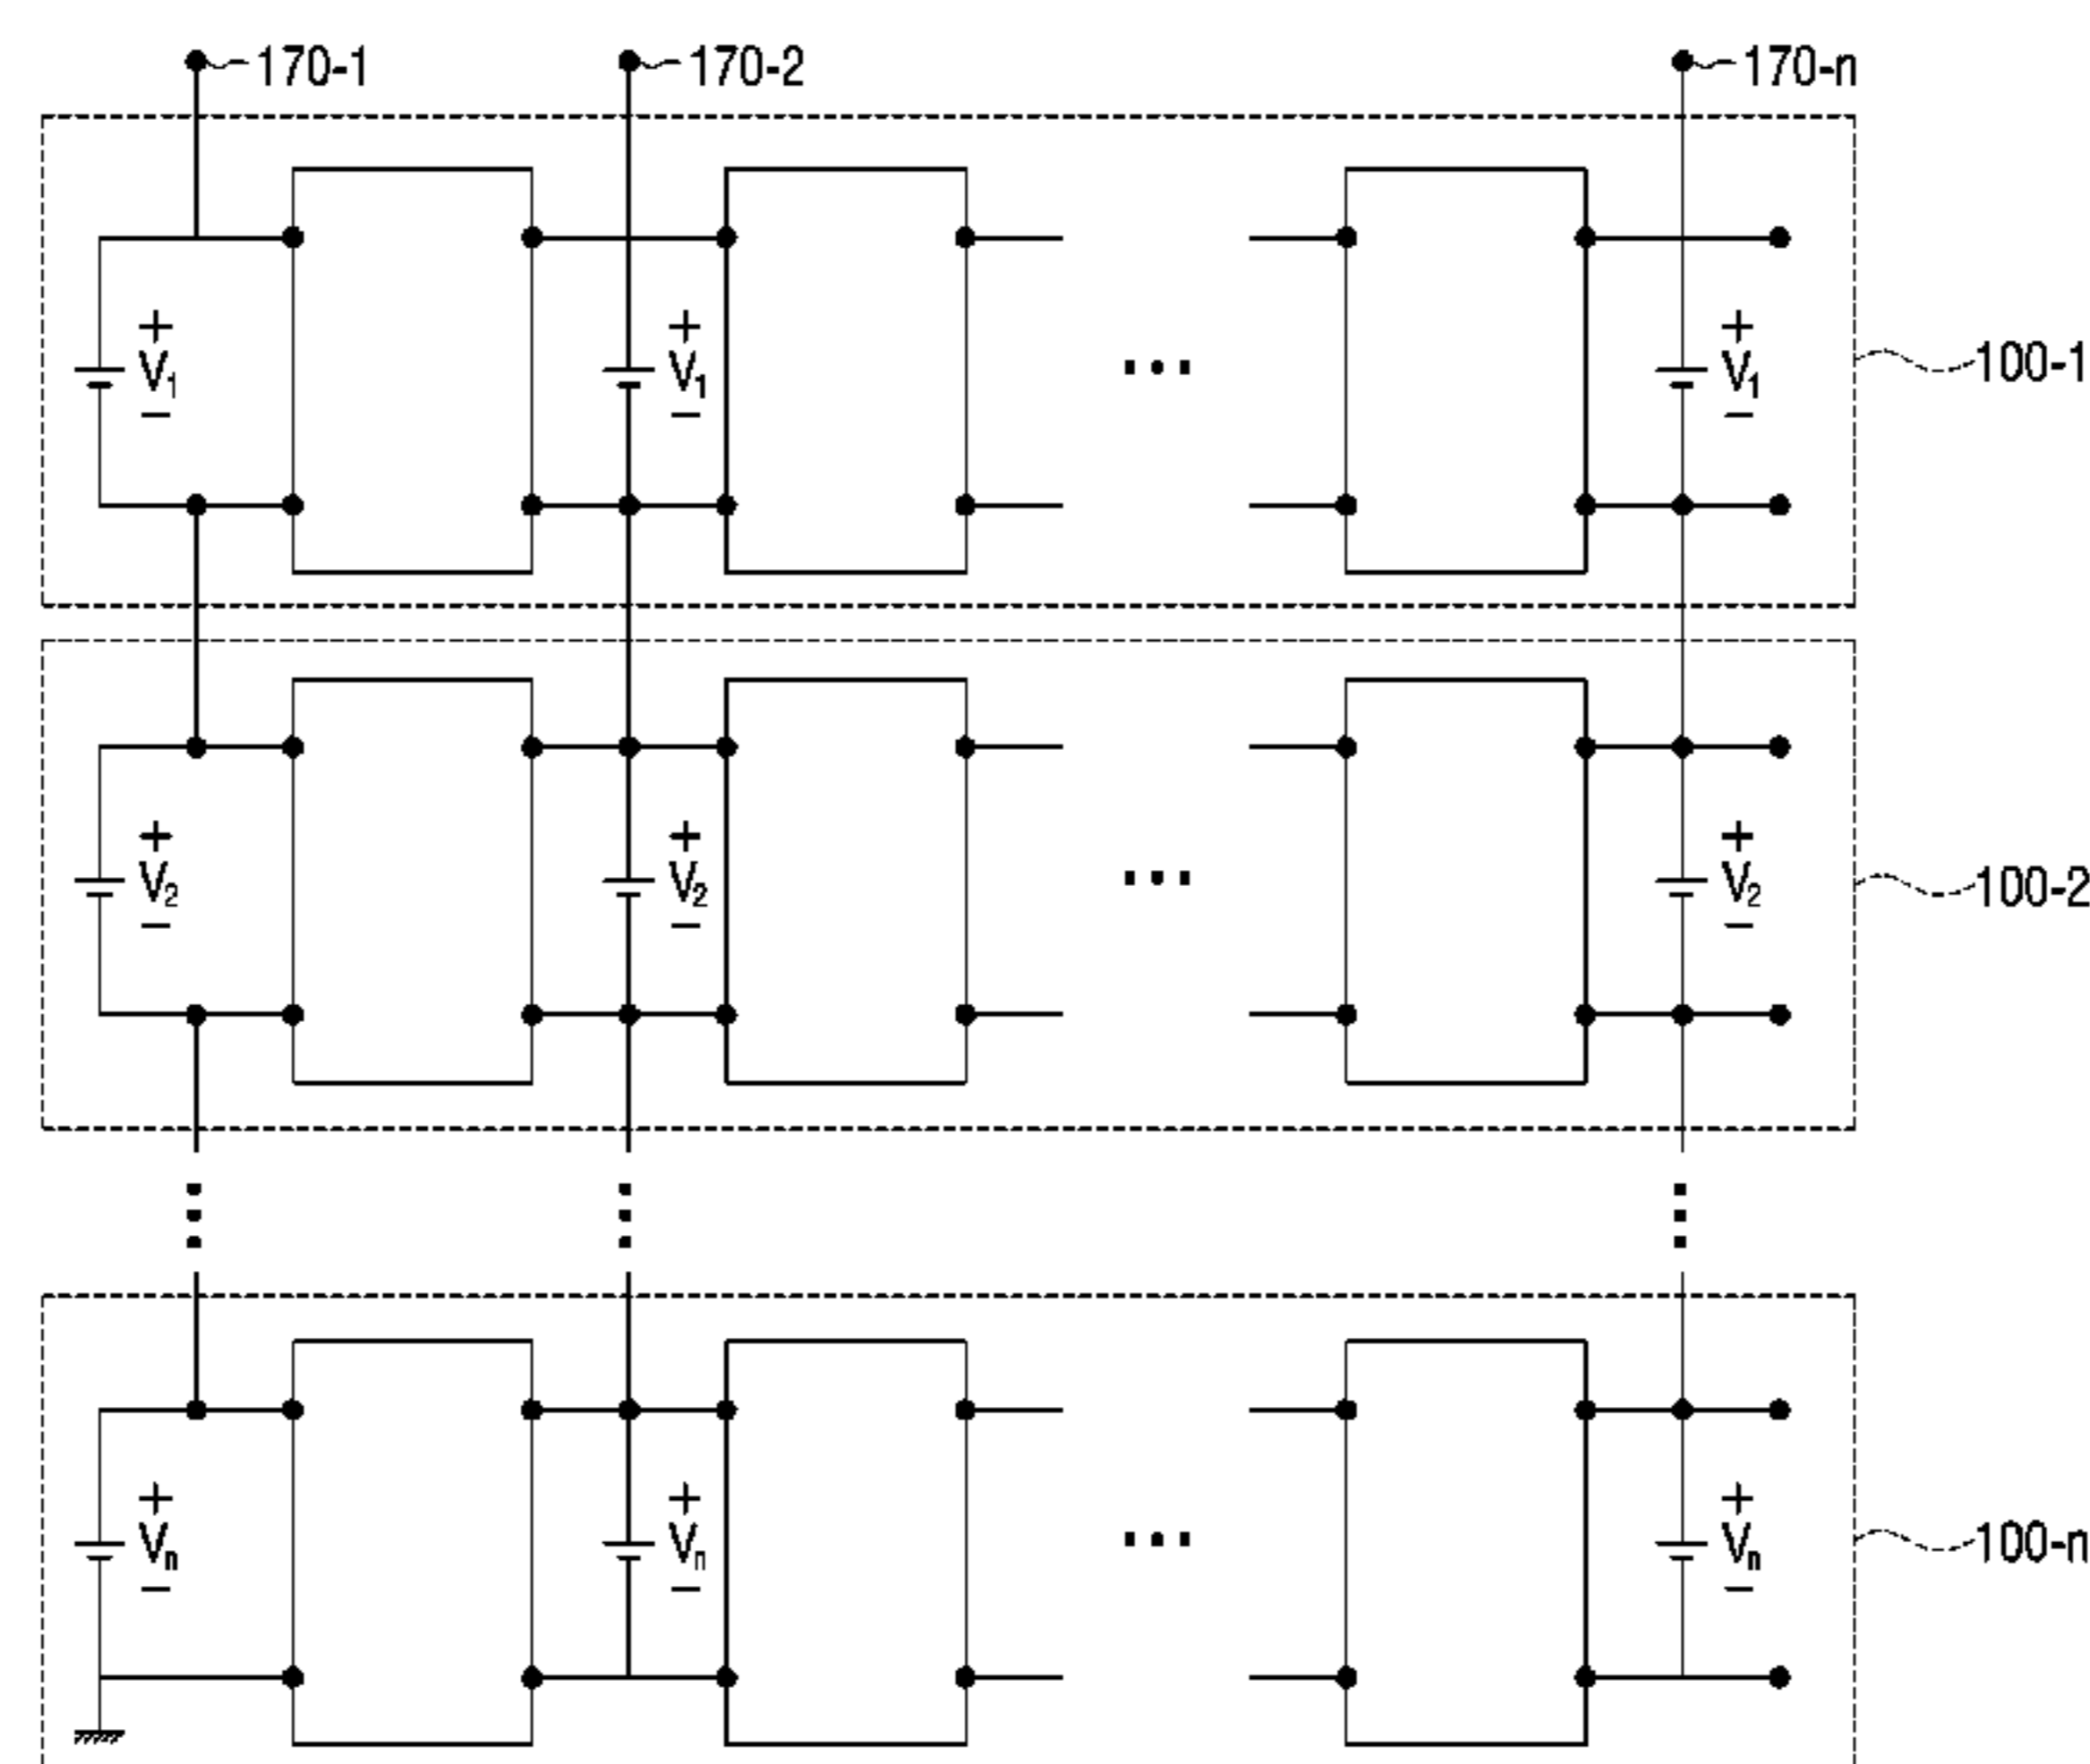 170-1 170-2 170-n
+ + +
V₁ V₁ V₁ 100-1
− − −
+ + +
V₂ V₂ V₂ 100-2
− − −
... ... ...
+ + +
Vₙ Vₙ ... Vₙ 100-n
− − −